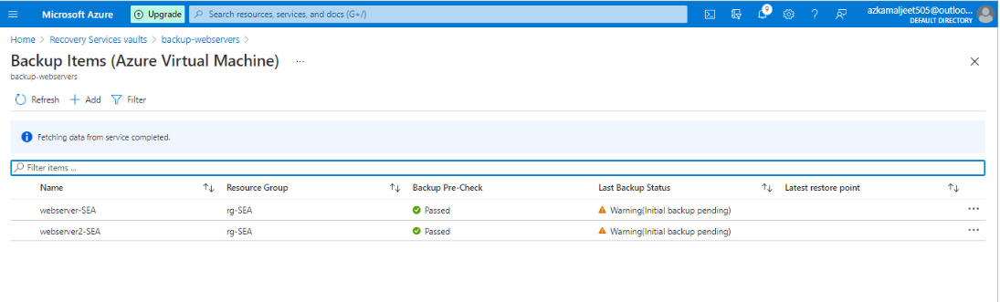 Microsoft Azure
Upgrade
Search resources, services, and docs (G+/)
9
azkamaljeet505@outloo...
DEFAULT DIRECTORY
Home > Recovery Services vaults > backup-webservers >
Backup Items (Azure Virtual Machine) ...
backup-webservers
Refresh + Add Filter
Fetching data from service completed.
Filter items ...
Name Resource Group Backup Pre-Check Last Backup Status Latest restore point
webserver-SEA rg-SEA Passed Warning(Initial backup pending) ...
webserver2-SEA rg-SEA Passed Warning(Initial backup pending) ...